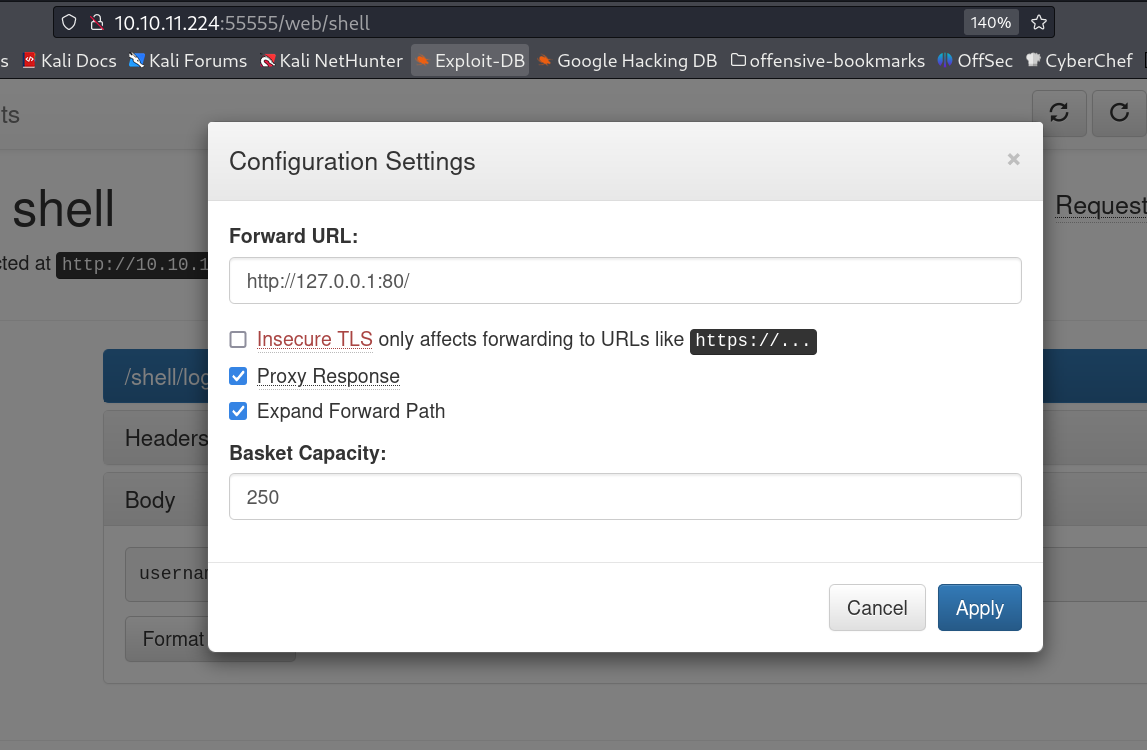 10.10.11.224:55555/web/shell 140%
s Kali Docs Kali Forums Kali NetHunter Exploit-DB Google Hacking DB offensive-bookmarks OffSec CyberChef
ts
Configuration Settings ×
shell
Request
cted at http://10.10.1
Forward URL:
http://127.0.0.1:80/
Insecure TLS only affects forwarding to URLs like https://...
/shell/log
Proxy Response
Expand Forward Path
Headers
Basket Capacity:
250
Body
usernam
Cancel Apply
Format